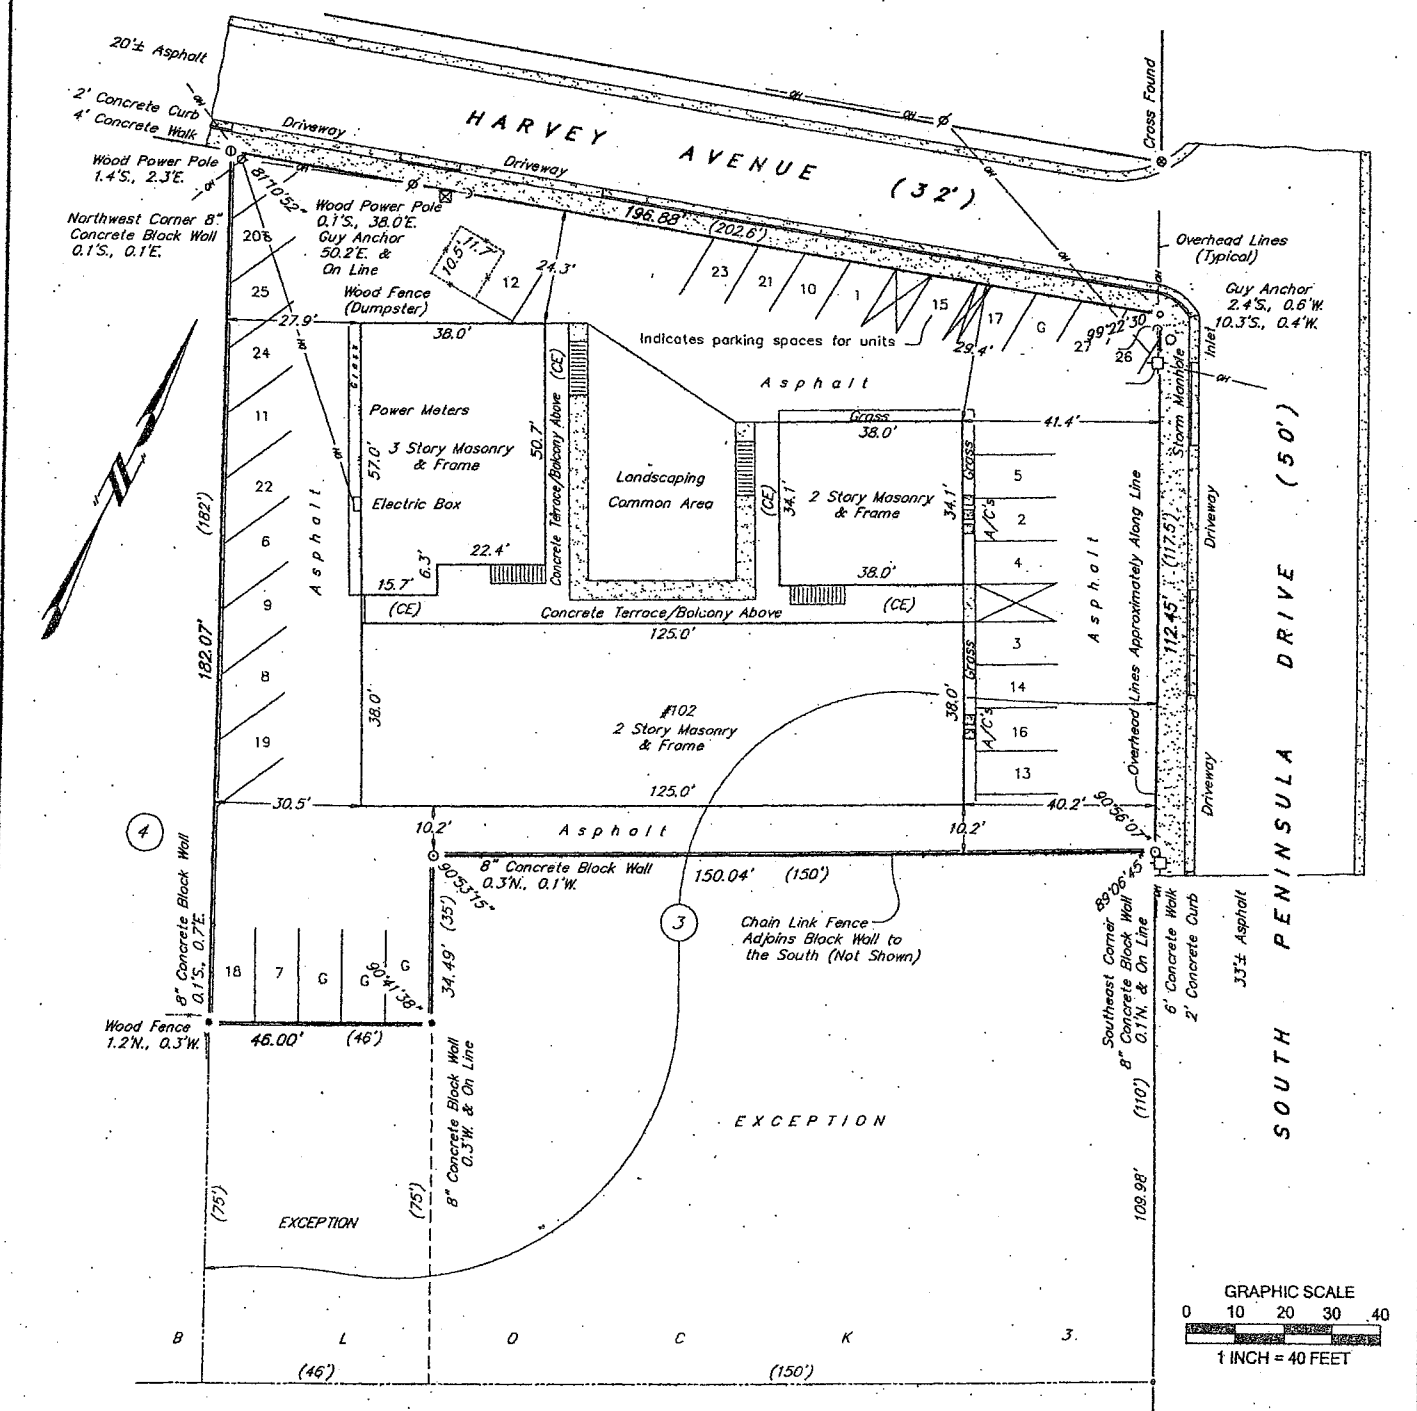 20'± Asphalt
2' Concrete Curb
4' Concrete Walk
Wood Power Pole
1.4'S., 2.3'E.
Northwest Corner 8"
Concrete Block Wall
0.1'S., 0.1'E.
Driveway
Driveway
HARVEY AVENUE (32')
OH
OH
OH
OH
OH
OH
OH
OH
OH
OH
OH
OH
Cross Found
81°10'52"
Wood Power Pole
0.1'S., 38.0'E.
Guy Anchor
50.2'E. &
On Line
Wood Fence
(Dumpster)
10.5'
11.7'
12
24.3'
196.88' (202.6')
23
21
10
1
15
17
G
27
26
99°22'30"
29.4'
Indicates parking spaces for units
Overhead Lines
(Typical)
Guy Anchor
2.4'S., 0.6'W.
10.3'S., 0.4'W.
Inlet
Storm Manhole
25
24
11
22
6
9
8
19
27.9'
38.0'
Grass
Power Meters
3 Story Masonry
& Frame
57.0'
50.7'
Electric Box
22.4'
6.3'
15.7'
(CE)
Concrete Terrace/Balcony Above (CE)
Landscaping
Common Area
Asphalt
Grass
38.0'
41.4'
(CE)
34.1'
2 Story Masonry
& Frame
34.1'
38.0'
(CE)
Grass
A/C's
5
2
4
3
14
16
13
Concrete Terrace/Balcony Above
125.0'
Asphalt
Asphalt
(182')
182.07'
38.0'
#102
2 Story Masonry
& Frame
38.0'
Grass
A/C's
125.0'
Overhead Lines Approximately Along Line
112.45' (117.5')
Driveway
Driveway
SOUTH PENINSULA DRIVE (50')
30.5'
40.2'
90°56'07"
10.2'
Asphalt
10.2'
4
8" Concrete Block Wall
0.1'S., 0.7'E.
8" Concrete Block Wall
0.3'N., 0.1'W.
150.04' (150')
90°53'15"
34.49' (35')
3
Chain Link Fence
Adjoins Block Wall to
the South (Not Shown)
89°06'45"
Southeast Corner
8" Concrete Block Wall
0.1'N. & On Line
6' Concrete Walk
2' Concrete Curb
33'± Asphalt
18
7
G
G
G
90°41'38"
Wood Fence
1.2'N., 0.3'W.
46.00' (46')
8" Concrete Block Wall
0.3'W. & On Line
EXCEPTION
(110')
109.98'
(75')
(75')
EXCEPTION
BLOCK 3.
(46')
(150')
GRAPHIC SCALE
0 10 20 30 40
1 INCH = 40 FEET